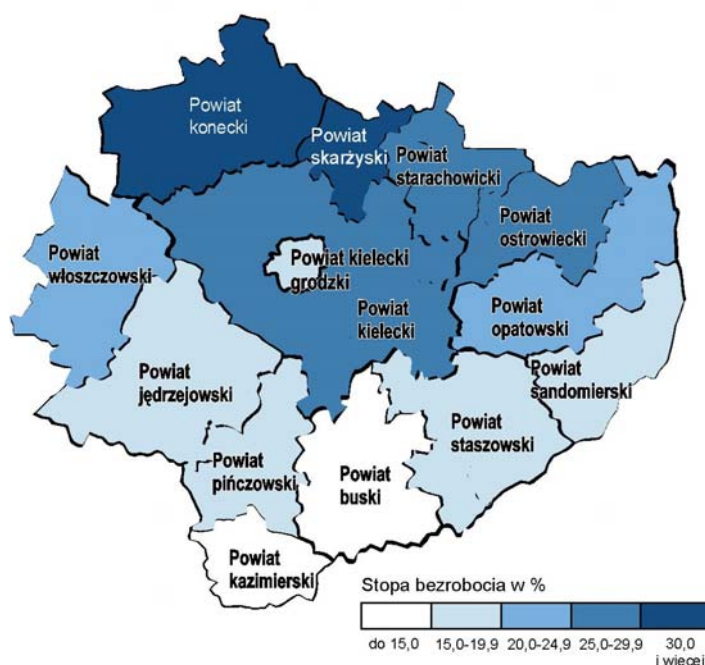 Powiat
konecki
Powiat
skarżyski
Powiat
starachowicki
Powiat
ostrowiecki
Powiat
włoszczowski
Powiat kielecki
grodzki
Powiat
kielecki
Powiat
opatowski
Powiat
sandomierski
Powiat
jędrzejowski
Powiat
staszowski
Powiat
pińczowski
Powiat
buski
Powiat
kazimierski
Stopa bezrobocia w %
do 15,0
15,0-19,9
20,0-24,9
25,0-29,9
30,0
i więcej